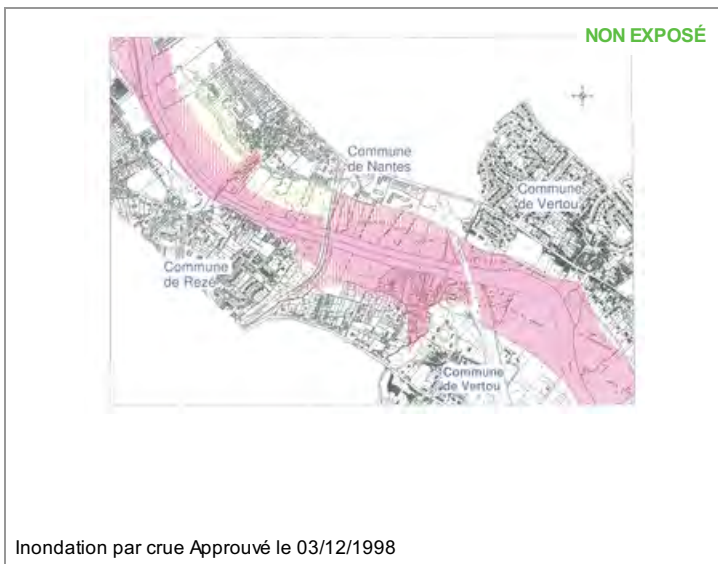 NON EXPOSÉ
Commune
de Nantes
Commune
de Vertou
Commune
de Rezé
Commune
de Vertou
Inondation par crue Approuvé le 03/12/1998